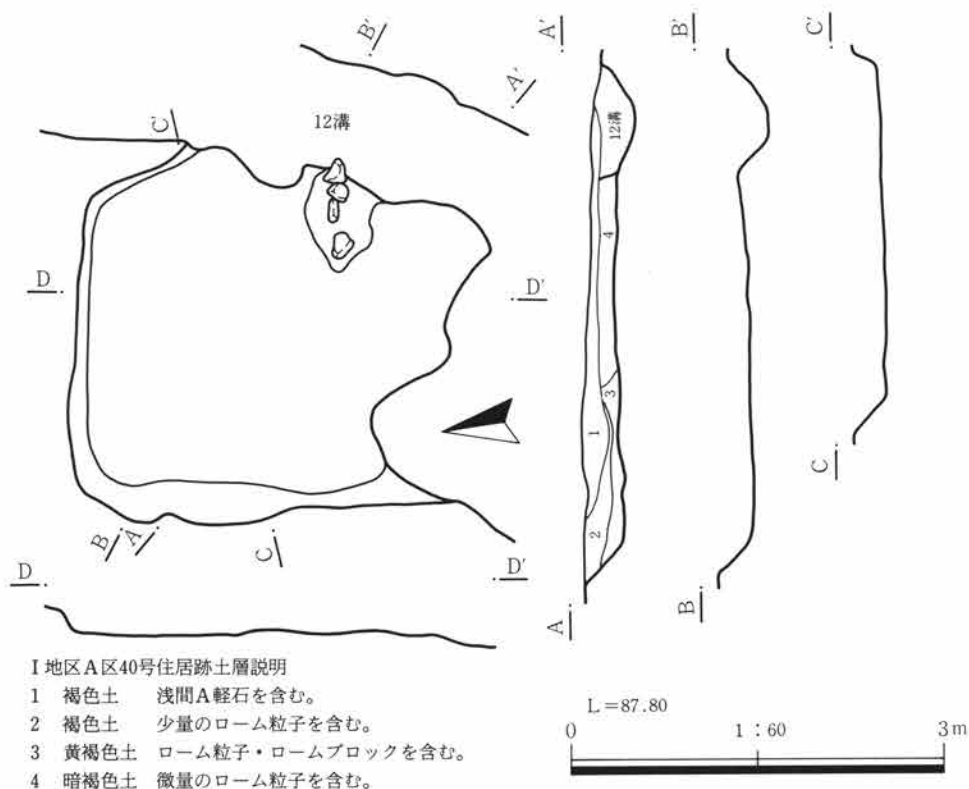 B′
A′
12溝
C′
D
D′
B
A
C
D
D′
A′
B′
C′
12溝
4
3
1
2
C
B
A
I地区A区40号住居跡土層説明
1 褐色土 浅間A軽石を含む。
2 褐色土 少量のローム粒子を含む。
3 黄褐色土 ローム粒子・ロームブロックを含む。
4 暗褐色土 微量のローム粒子を含む。
L=87.80
0 1:60 3m